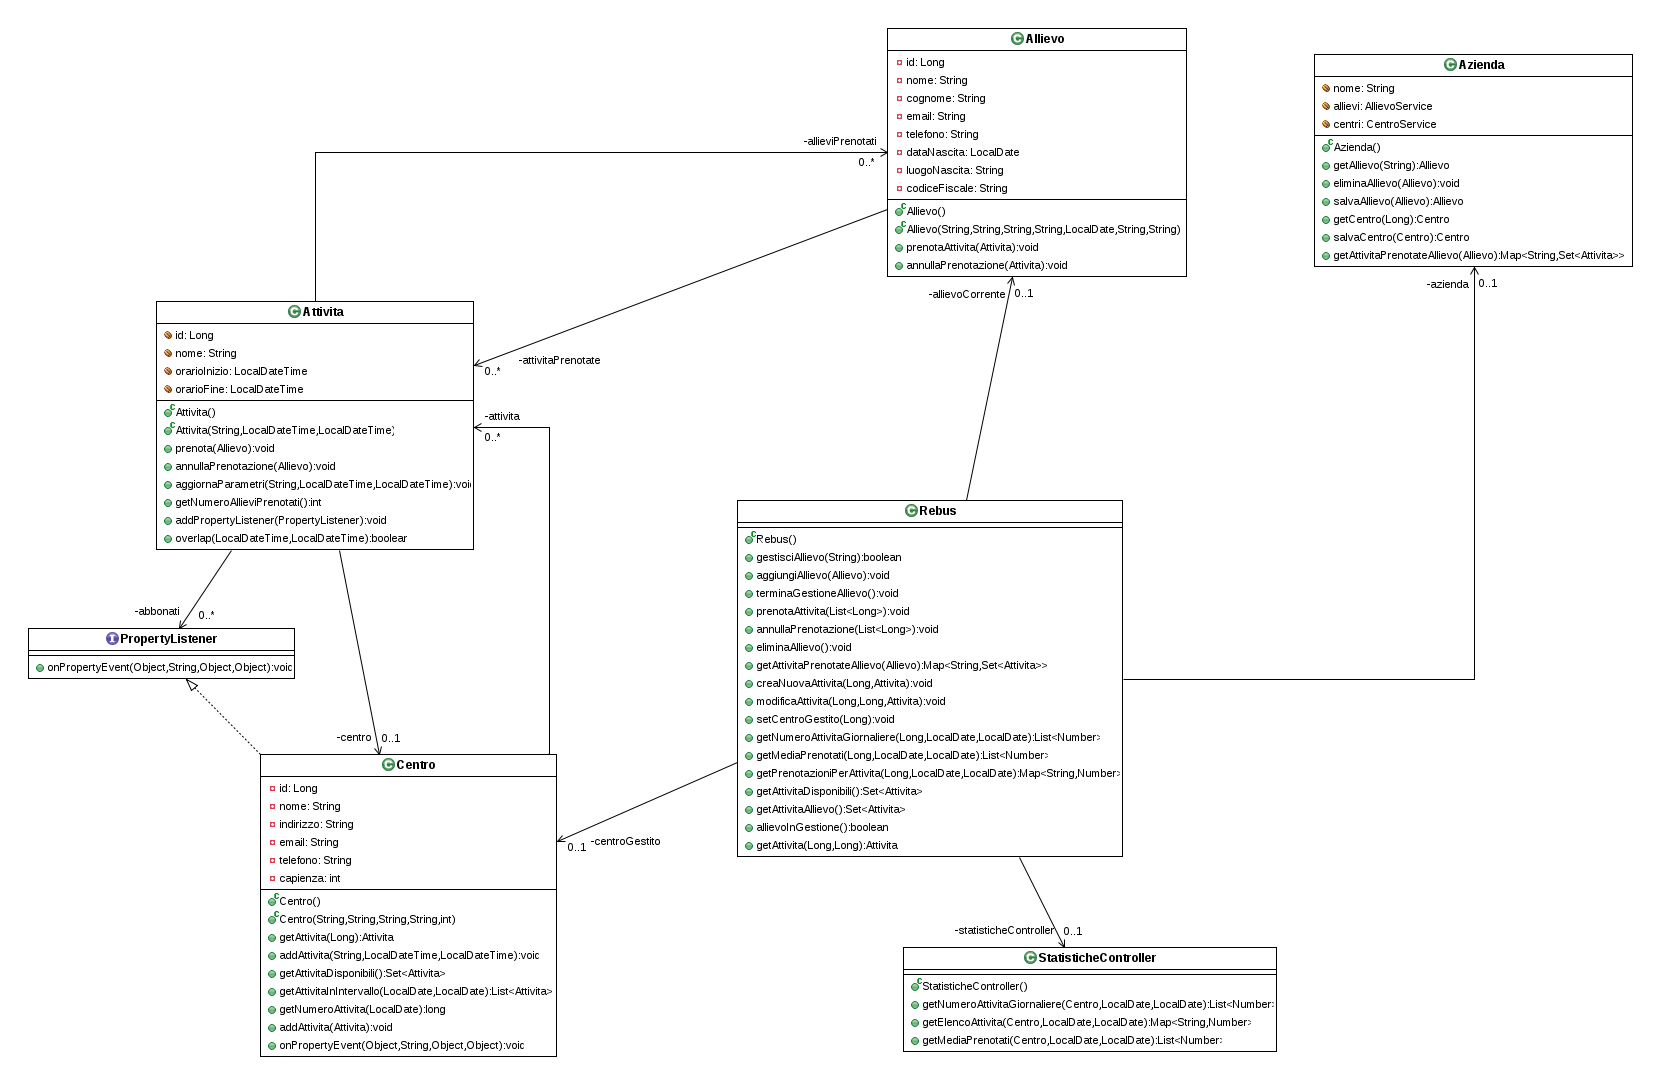 Allievo
id: Long
nome: String
cognome: String
email: String
telefono: String
dataNascita: LocalDate
luogoNascita: String
codiceFiscale: String
Allievo()
Allievo(String,String,String,String,LocalDate,String,String)
prenotaAttivita(Attivita):void
annullaPrenotazione(Attivita):void
Azienda
nome: String
allievi: AllievoService
centri: CentroService
Azienda()
getAllievo(String):Allievo
eliminaAllievo(Allievo):void
salvaAllievo(Allievo):Allievo
getCentro(Long):Centro
salvaCentro(Centro):Centro
getAttivitaPrenotateAllievo(Allievo):Map<String,Set<Attivita>>
-allieviPrenotati
0..*
-allievoCorrente
0..1
-azienda
0..1
-attivitaPrenotate
0..*
Attivita
id: Long
nome: String
orarioInizio: LocalDateTime
orarioFine: LocalDateTime
Attivita()
Attivita(String,LocalDateTime,LocalDateTime)
prenota(Allievo):void
annullaPrenotazione(Allievo):void
aggiornaParametri(String,LocalDateTime,LocalDateTime):void
getNumeroAllieviPrenotati():int
addPropertyListener(PropertyListener):void
overlap(LocalDateTime,LocalDateTime):boolean
-attivita
0..*
-abbonati
0..*
PropertyListener
onPropertyEvent(Object,String,Object,Object):void
-centro
0..1
Rebus
Rebus()
gestisciAllievo(String):boolean
aggiungiAllievo(Allievo):void
terminaGestioneAllievo():void
prenotaAttivita(List<Long>):void
annullaPrenotazione(List<Long>):void
eliminaAllievo():void
getAttivitaPrenotateAllievo(Allievo):Map<String,Set<Attivita>>
creaNuovaAttivita(Long,Attivita):void
modificaAttivita(Long,Long,Attivita):void
setCentroGestito(Long):void
getNumeroAttivitaGiornaliere(Long,LocalDate,LocalDate):List<Number>
getMediaPrenotati(Long,LocalDate,LocalDate):List<Number>
getPrenotazioniPerAttivita(Long,LocalDate,LocalDate):Map<String,Number>
getAttivitaDisponibili():Set<Attivita>
getAttivitaAllievo():Set<Attivita>
allievoInGestione():boolean
getAttivita(Long,Long):Attivita
-centroGestito
0..1
Centro
id: Long
nome: String
indirizzo: String
email: String
telefono: String
capienza: int
Centro()
Centro(String,String,String,String,int)
getAttivita(Long):Attivita
addAttivita(String,LocalDateTime,LocalDateTime):void
getAttivitaDisponibili():Set<Attivita>
getAttivitaInIntervallo(LocalDate,LocalDate):List<Attivita>
getNumeroAttivita(LocalDate):long
addAttivita(Attivita):void
onPropertyEvent(Object,String,Object,Object):void
-statisticheController
0..1
StatisticheController
StatisticheController()
getNumeroAttivitaGiornaliere(Centro,LocalDate,LocalDate):List<Number>
getElencoAttivita(Centro,LocalDate,LocalDate):Map<String,Number>
getMediaPrenotati(Centro,LocalDate,LocalDate):List<Number>